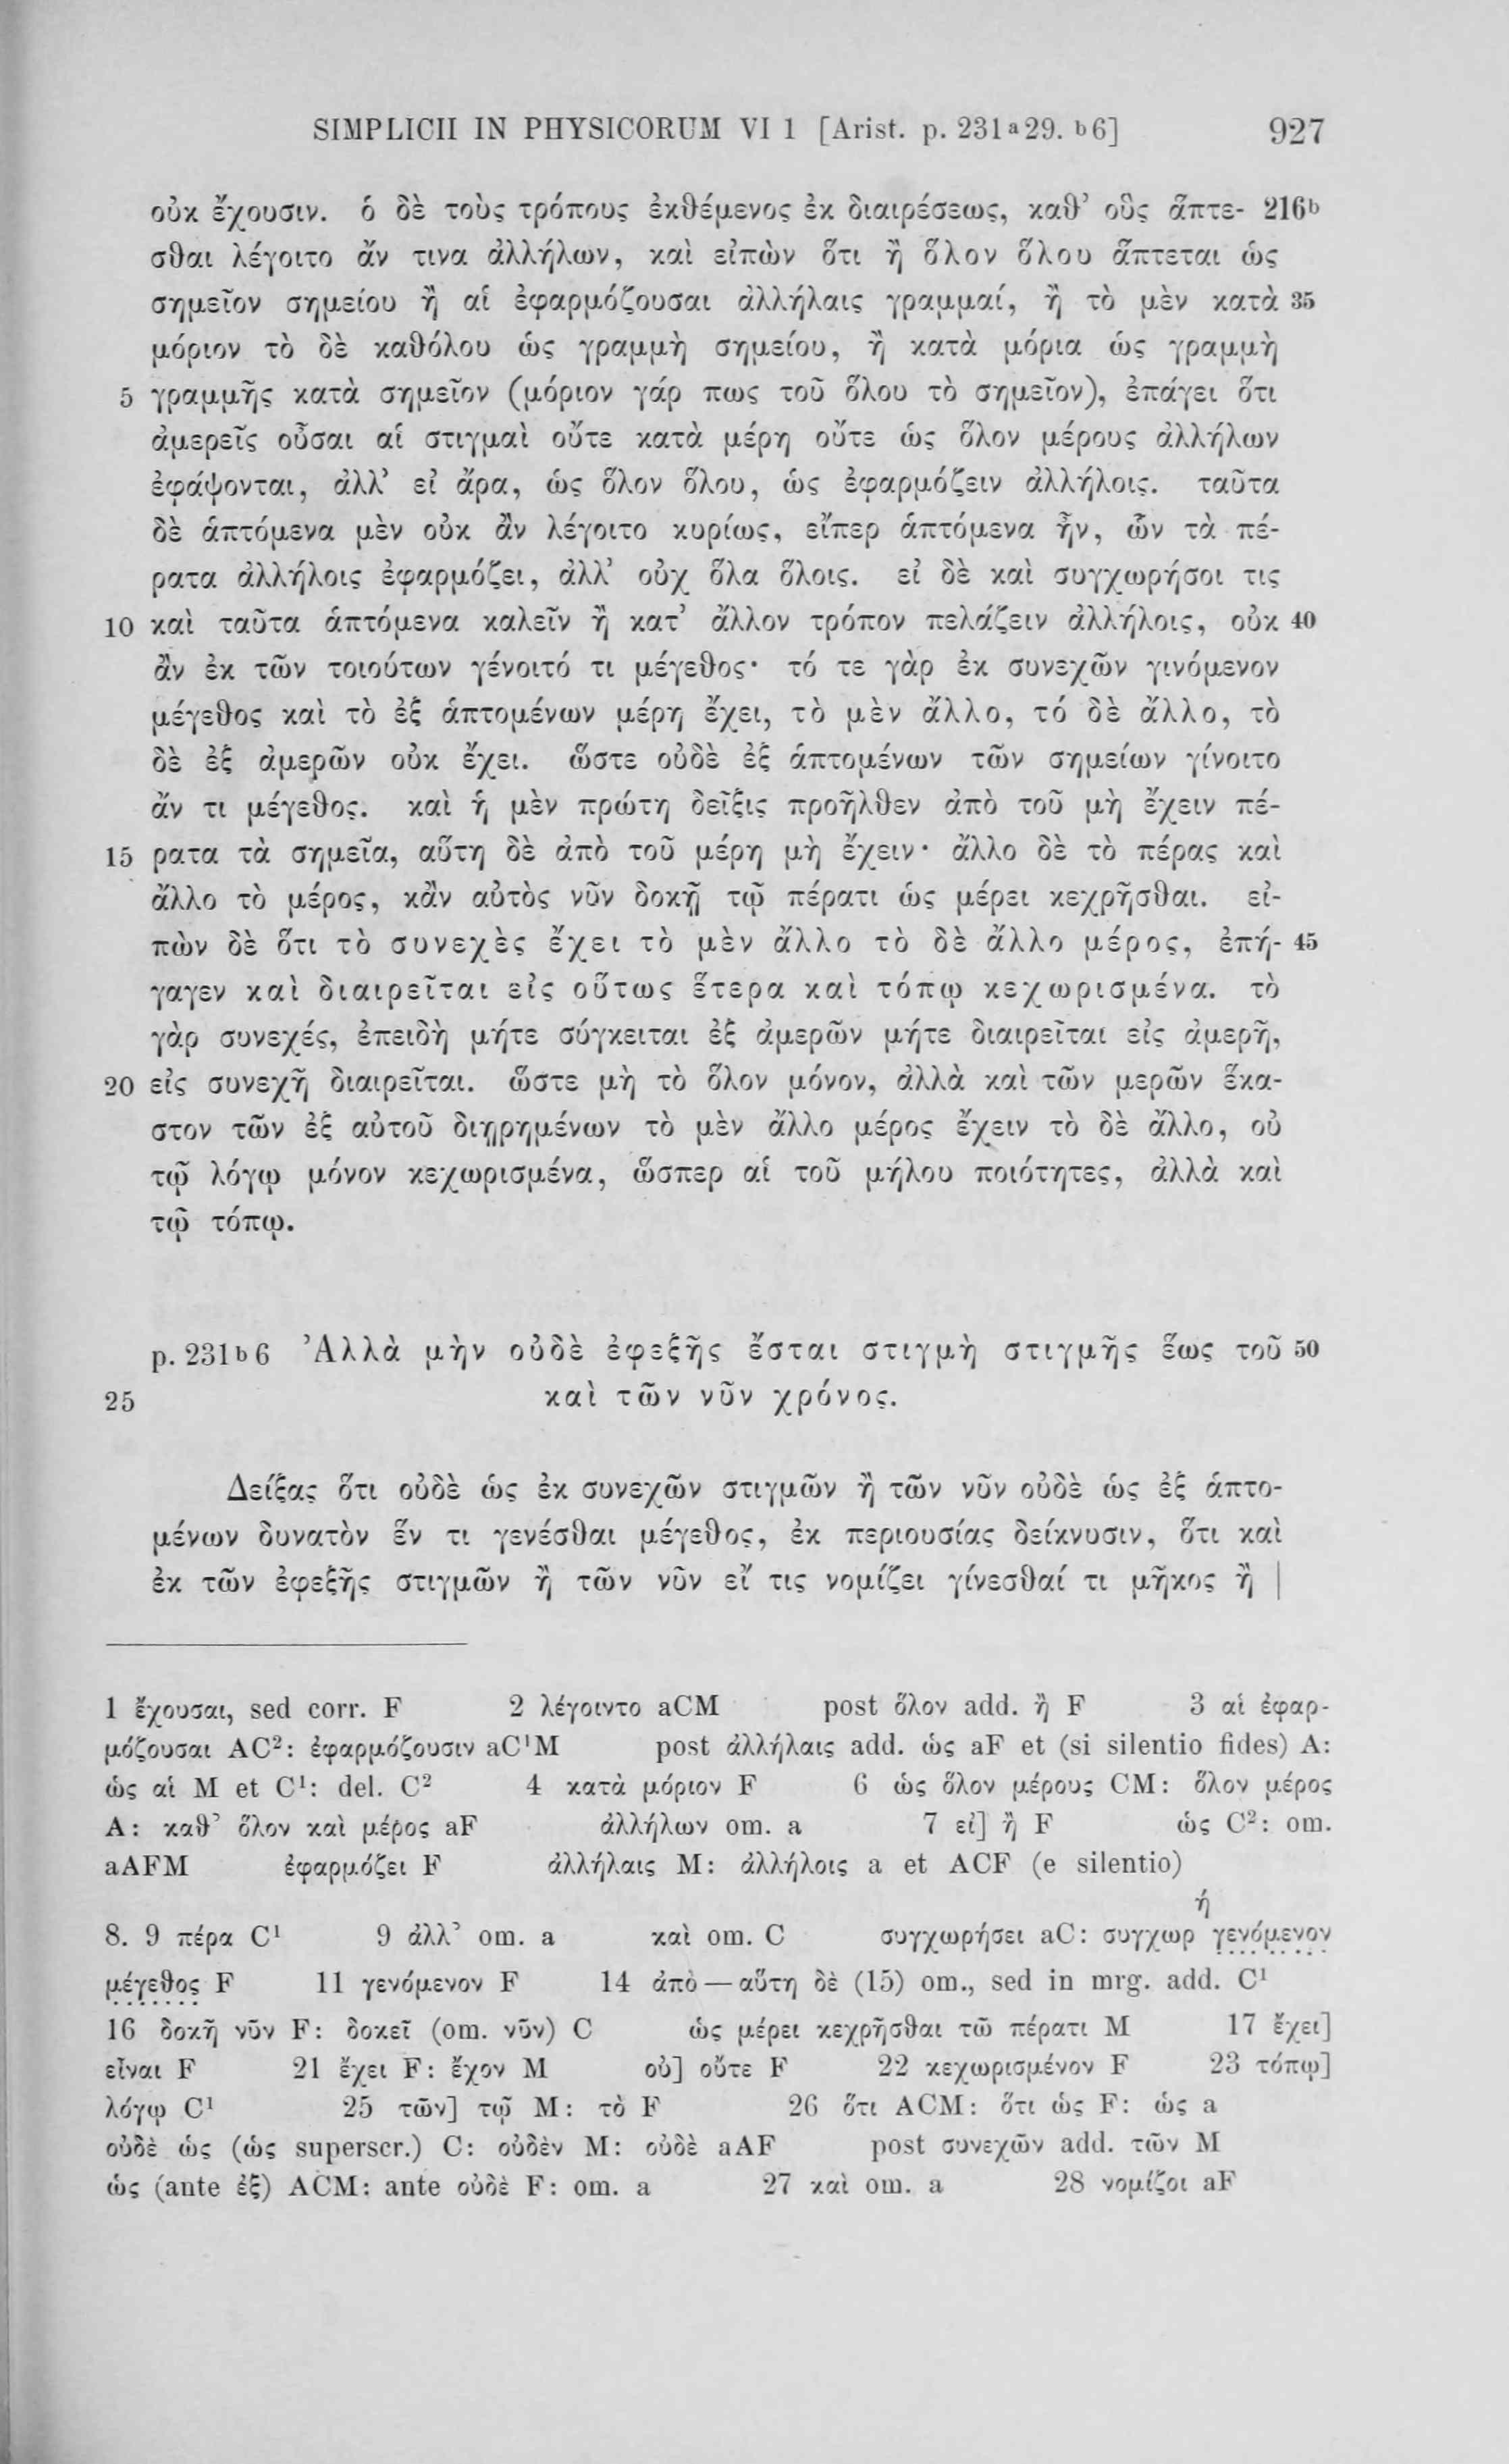 SIMPLICII IN PHYSICORUM VI 1 [Arist. p. 231ᵃ29. ᵇ6] 927
οὐκ ἔχουσιν. ὁ δὲ τοὺς τρόπους ἐκθέμενος ἐκ διαιρέσεως, καθ’ οὓς ἅπτε- 216ᵇ
σθαι λέγοιτο ἄν τινα ἀλλήλων, καὶ εἰπὼν ὅτι ἢ ὅλον ὅλου ἅπτεται ὡς
σημεῖον σημείου ἢ αἱ ἐφαρμόζουσαι ἀλλήλαις γραμμαί, ἢ τὸ μὲν κατὰ 35
μόριον τὸ δὲ καθόλου ὡς γραμμὴ σημείου, ἢ κατὰ μόρια ὡς γραμμὴ
5 γραμμῆς κατὰ σημεῖον (μόριον γάρ πως τοῦ ὅλου τὸ σημεῖον), ἐπάγει ὅτι
ἀμερεῖς οὖσαι αἱ στιγμαὶ οὔτε κατὰ μέρη οὔτε ὡς ὅλον μέρους ἀλλήλων
ἐφάψονται, ἀλλ’ εἰ ἄρα, ὡς ὅλον ὅλου, ὡς ἐφαρμόζειν ἀλλήλοις. ταῦτα
δὲ ἁπτόμενα μὲν οὐκ ἂν λέγοιτο κυρίως, εἴπερ ἁπτόμενα ἦν, ὧν τὰ πέ-
ρατα ἀλλήλοις ἐφαρμόζει, ἀλλ’ οὐχ ὅλα ὅλοις. εἰ δὲ καὶ συγχωρήσοι τις
10 καὶ ταῦτα ἁπτόμενα καλεῖν ἢ κατ’ ἄλλον τρόπον πελάζειν ἀλλήλοις, οὐκ 40
ἂν ἐκ τῶν τοιούτων γένοιτό τι μέγεθος· τό τε γὰρ ἐκ συνεχῶν γινόμενον
μέγεθος καὶ τὸ ἐξ ἁπτομένων μέρη ἔχει, τὸ μὲν ἄλλο, τό δὲ ἄλλο, τὸ
δὲ ἐξ ἀμερῶν οὐκ ἔχει. ὥστε οὐδὲ ἐξ ἁπτομένων τῶν σημείων γίνοιτο
ἄν τι μέγεθος. καὶ ἡ μὲν πρώτη δεῖξις προῆλθεν ἀπὸ τοῦ μὴ ἔχειν πέ-
15 ρατα τὰ σημεῖα, αὕτη δὲ ἀπὸ τοῦ μέρη μὴ ἔχειν· ἄλλο δὲ τὸ πέρας καὶ
ἄλλο τὸ μέρος, κἂν αὐτὸς νῦν δοκῇ τῷ πέρατι ὡς μέρει κεχρῆσθαι. εἰ-
πὼν δὲ ὅτι τὸ συνεχὲς ἔχει τὸ μὲν ἄλλο τὸ δὲ ἄλλο μέρος, ἐπή- 45
γαγεν καὶ διαιρεῖται εἰς οὕτως ἕτερα καὶ τόπῳ κεχωρισμένα. τὸ
γὰρ συνεχές, ἐπειδὴ μήτε σύγκειται ἐξ ἀμερῶν μήτε διαιρεῖται εἰς ἀμερῆ,
20 εἰς συνεχῆ διαιρεῖται. ὥστε μὴ τὸ ὅλον μόνον, ἀλλὰ καὶ τῶν μερῶν ἕκα-
στον τῶν ἐξ αὐτοῦ διῃρημένων τὸ μὲν ἄλλο μέρος ἔχειν τὸ δὲ ἄλλο, οὐ
τῷ λόγῳ μόνον κεχωρισμένα, ὥσπερ αἱ τοῦ μήλου ποιότητες, ἀλλὰ καὶ
τῷ τόπῳ.
p. 231ᵇ6 Ἀλλὰ μὴν οὐδὲ ἐφεξῆς ἔσται στιγμὴ στιγμῆς ἕως τοῦ 50
25 καὶ τῶν νῦν χρόνος.
Δείξας ὅτι οὐδὲ ὡς ἐκ συνεχῶν στιγμῶν ἢ τῶν νῦν οὐδὲ ὡς ἐξ ἁπτο-
μένων δυνατὸν ἕν τι γενέσθαι μέγεθος, ἐκ περιουσίας δείκνυσιν, ὅτι καὶ
ἐκ τῶν ἐφεξῆς στιγμῶν ἢ τῶν νῦν εἴ τις νομίζει γίνεσθαί τι μῆκος ἢ |
1 ἔχουσαι, sed corr. F 2 λέγοιντο aCM post ὅλον add. ἢ F 3 αἱ ἐφαρ-
μόζουσαι AC²: ἐφαρμόζουσιν aC¹M post ἀλλήλαις add. ὡς aF et (si silentio fides) A:
ὡς αἱ M et C¹: del. C² 4 κατὰ μόριον F 6 ὡς ὅλον μέρους CM: ὅλον μέρος
A: καθ’ ὅλον καὶ μέρος aF ἀλλήλων om. a 7 εἰ] ἢ F ὡς C²: om.
aAFM ἐφαρμόζει F ἀλλήλαις M: ἀλλήλοις a et ACF (e silentio)
ή
8. 9 πέρα C¹ 9 ἀλλ’ om. a καὶ om. C συγχωρήσει aC: συγχωρ γενόμενον
μέγεθος F 11 γενόμενον F 14 ἀπὸ — αὕτη δὲ (15) om., sed in mrg. add. C¹
16 δοκῆ νῦν F: δοκεῖ (om. νῦν) C ὡς μέρει κεχρῆσθαι τῶ πέρατι M 17 ἔχει]
εἶναι F 21 ἔχει F: ἔχον M οὐ] οὔτε F 22 κεχωρισμένον F 23 τόπῳ]
λόγῳ C¹ 25 τῶν] τῷ M: τὸ F 26 ὅτι ACM: ὅτι ὡς F: ὡς a
οὐδὲ ὡς (ὡς superscr.) C: οὐδὲν M: οὐδὲ aAF post συνεχῶν add. τῶν M
ὡς (ante ἐξ) ACM: ante οὐδὲ F: om. a 27 καὶ om. a 28 νομίζοι aF